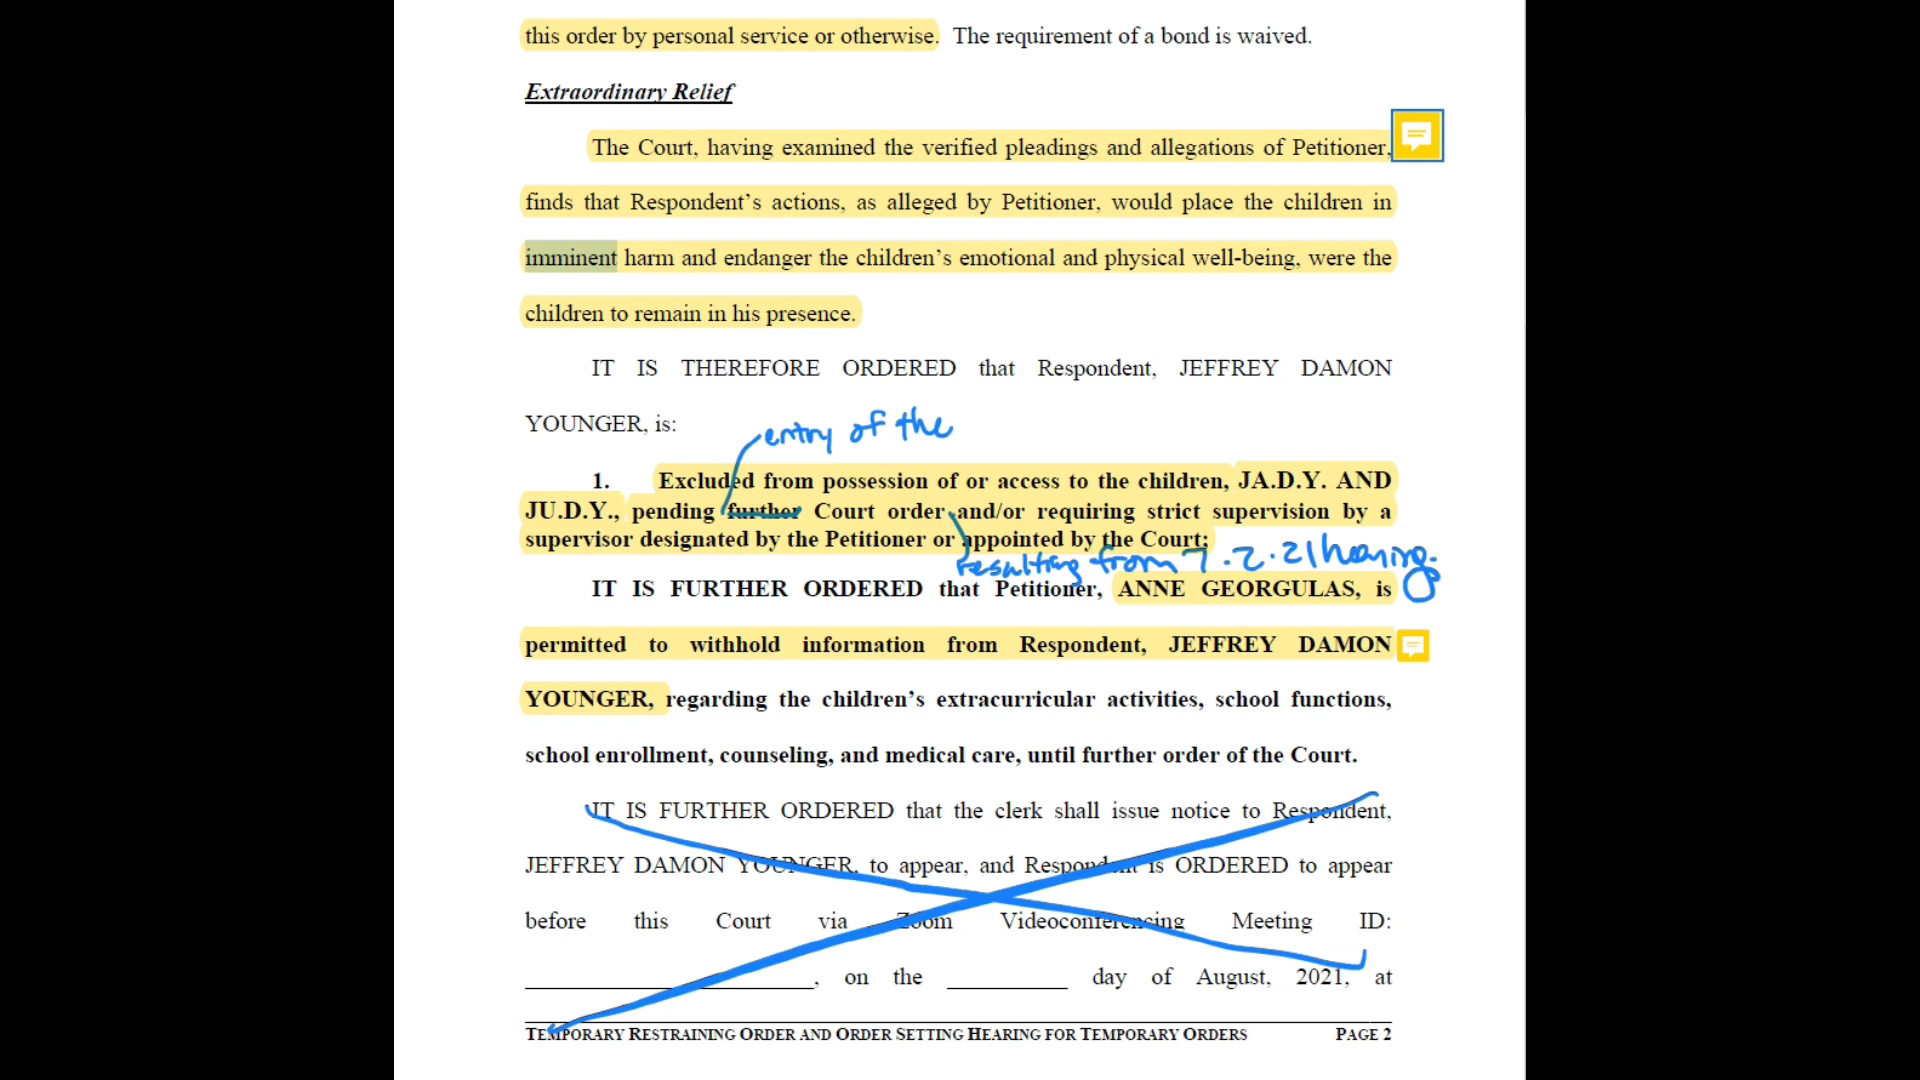 this order by personal service or otherwise. The requirement of a bond is waived.
Extraordinary Relief
The Court, having examined the verified pleadings and allegations of Petitioner,
finds that Respondent's actions, as alleged by Petitioner, would place the children in
imminent harm and endanger the children's emotional and physical well-being, were the
children to remain in his presence.
IT IS THEREFORE ORDERED that Respondent, JEFFREY DAMON
YOUNGER, is:
entry of the
1. Excluded from possession of or access to the children, JA.D.Y. AND
JU.D.Y., pending further Court order and/or requiring strict supervision by a
supervisor designated by the Petitioner or appointed by the Court;
resulting from 7.2.21 hearing.
IT IS FURTHER ORDERED that Petitioner, ANNE GEORGULAS, is
permitted to withhold information from Respondent, JEFFREY DAMON
YOUNGER, regarding the children's extracurricular activities, school functions,
school enrollment, counseling, and medical care, until further order of the Court.
IT IS FURTHER ORDERED that the clerk shall issue notice to Respondent,
JEFFREY DAMON YOUNGER, to appear, and Respondent is ORDERED to appear
before this Court via Zoom Videoconferencing Meeting ID:
____________________, on the __________ day of August, 2021, at
TEMPORARY RESTRAINING ORDER AND ORDER SETTING HEARING FOR TEMPORARY ORDERS PAGE 2